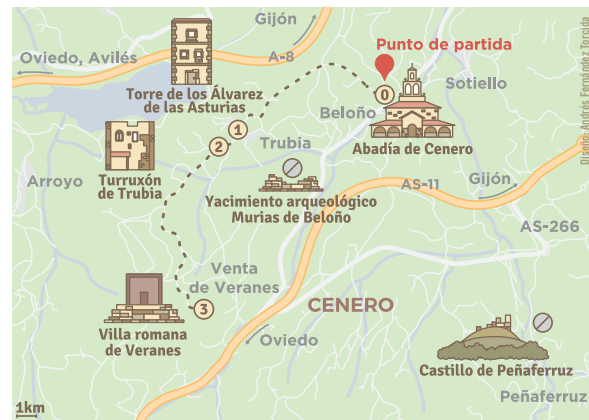 Gijón
Oviedo, Avilés
A-8
Punto de partida
Sotiello
0
Torre de los Álvarez
de las Asturias
Beloño
1
2
Trubia
Abadía de Cenero
Turruxón
de Trubia
Arroyo
AS-11
Gijón
Yacimiento arqueológico
Murias de Beloño
AS-266
Venta
de Veranes
3
CENERO
Villa romana
de Veranes
Oviedo
Castillo de Peñaferruz
Peñaferruz
1km
Diseño: Andrés Fernández Torcida